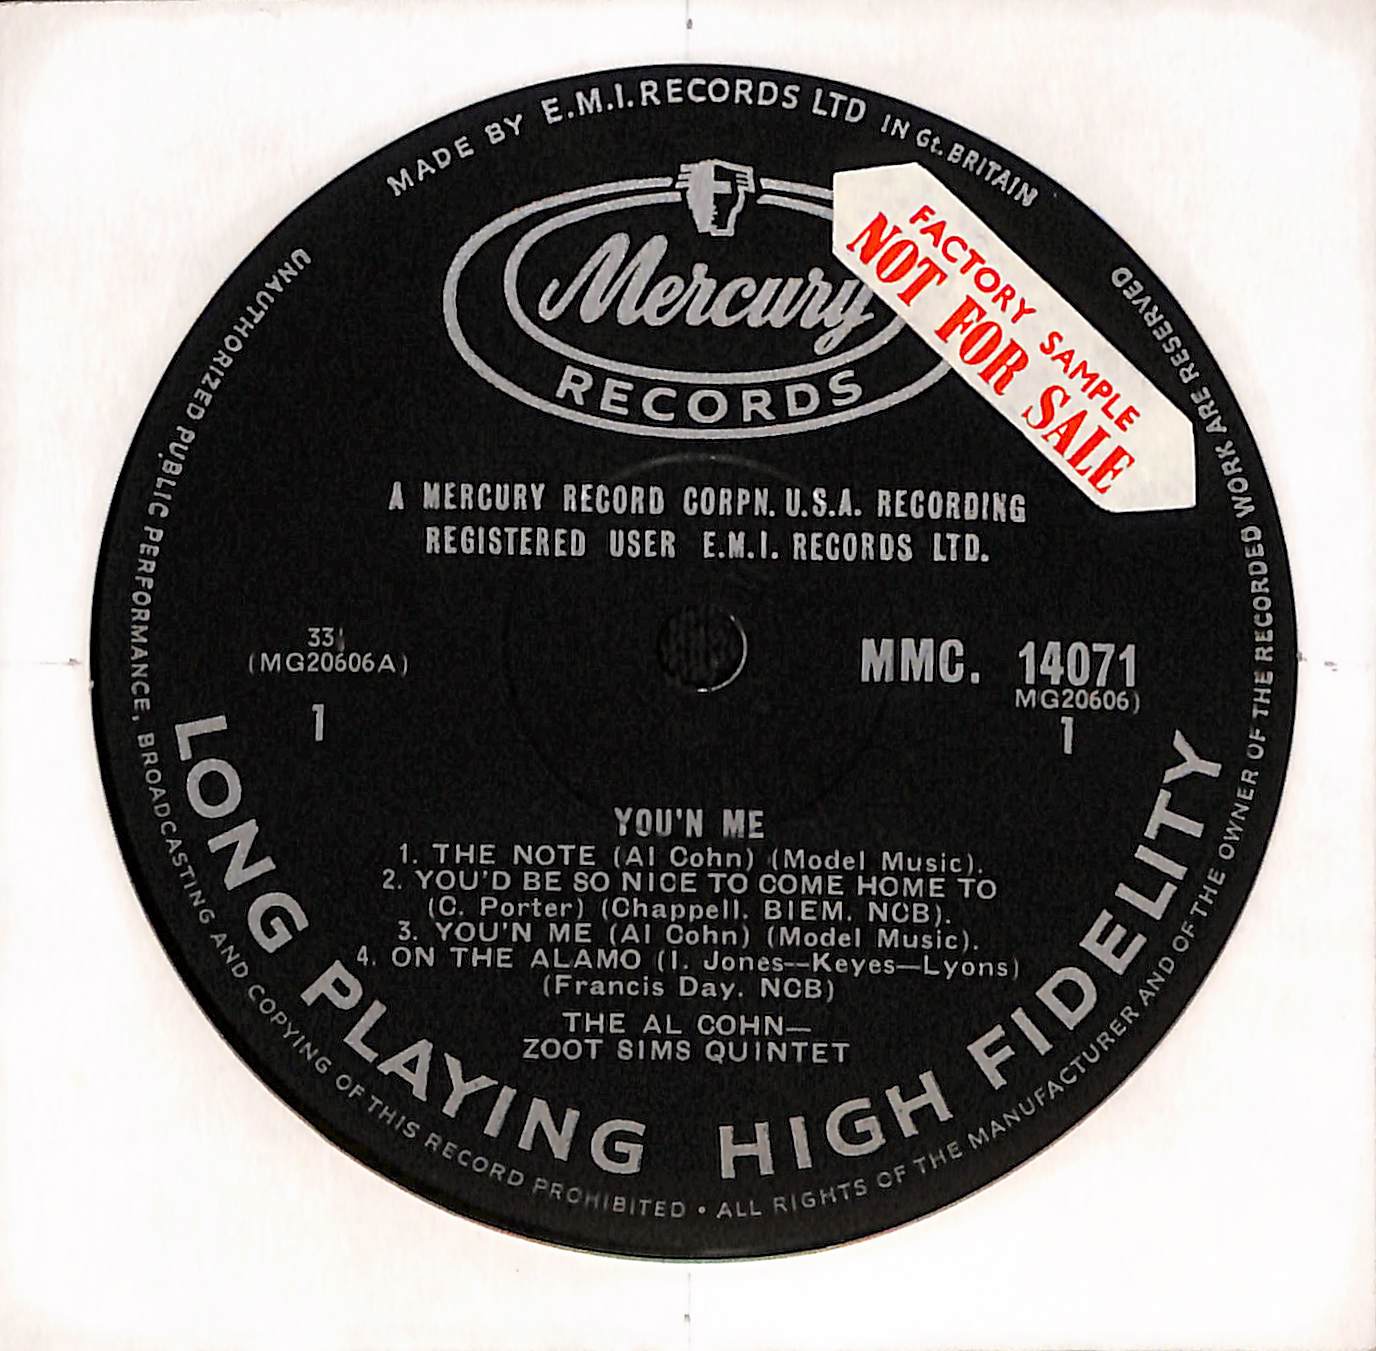 MADE BY E.M.I. RECORDS LTD IN Gt. BRITAIN
Mercury
RECORDS
FACTORY SAMPLE
NOT FOR SALE
A MERCURY RECORD CORPN. U.S.A. RECORDING
REGISTERED USER E.M.I. RECORDS LTD.
33⅓
(MG20606A)
1
MMC. 14071
MG20606)
1
YOU'N ME
1. THE NOTE (Al Cohn) (Model Music).
2. YOU'D BE SO NICE TO COME HOME TO
(C. Porter) (Chappell. BIEM. NCB).
3. YOU'N ME (Al Cohn) (Model Music).
4. ON THE ALAMO (I. Jones—Keyes—Lyons)
(Francis Day. NCB)
THE AL COHN—
ZOOT SIMS QUINTET
LONG PLAYING HIGH FIDELITY
UNAUTHORIZED PUBLIC PERFORMANCE, BROADCASTING AND COPYING OF THIS RECORD PROHIBITED • ALL RIGHTS OF THE MANUFACTURER AND OF THE OWNER OF THE RECORDED WORK ARE RESERVED